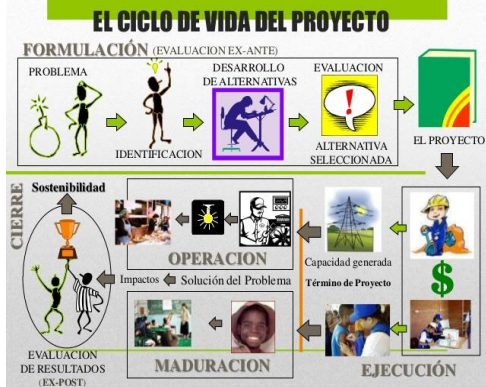 EL CICLO DE VIDA DEL PROYECTO
FORMULACIÓN (EVALUACION EX-ANTE)
PROBLEMA
IDENTIFICACION
DESARROLLO
DE ALTERNATIVAS
EVALUACION
ALTERNATIVA
SELECCIONADA
EL PROYECTO
CIERRE
Sostenibilidad
OPERACION
Capacidad generada
Término de Proyecto
$
Impactos
Solución del Problema
EVALUACION
DE RESULTADOS
(EX-POST)
MADURACION
EJECUCIÓN